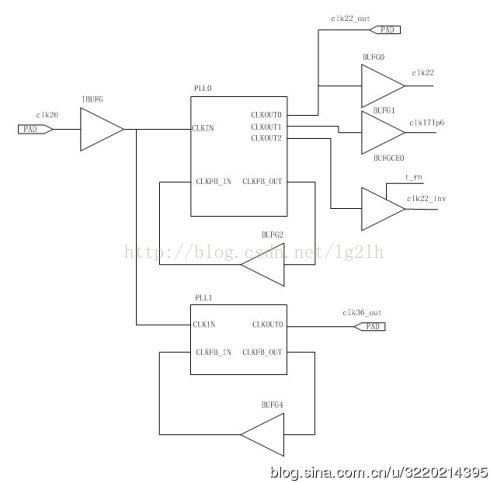 clk22_out
PAD
BUFG0
clk22
IBUFG
PLL0
clk26
PAD
CLKIN
CLKOUT0
CLKOUT1
CLKOUT2
BUFG1
clk171p6
BUFGCE0
CLKFB_IN
CLKFB_OUT
t_rn
clk22_inv
BUFG2
http://blog.csdn.net/lg2lh
PLL1
CLKIN
CLKOUT0
clk36_out
PAD
CLKFB_IN
CLKFB_OUT
BUFG4
blog.sina.com.cn/u/3220214395